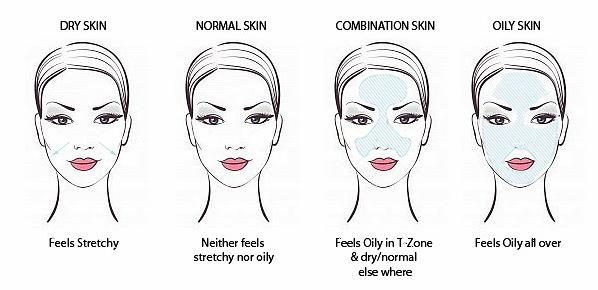 DRY SKIN
NORMAL SKIN
COMBINATION SKIN
OILY SKIN
Feels Stretchy
Neither feels
stretchy nor oily
Feels Oily in T-Zone
& dry/normal
else where
Feels Oily all over